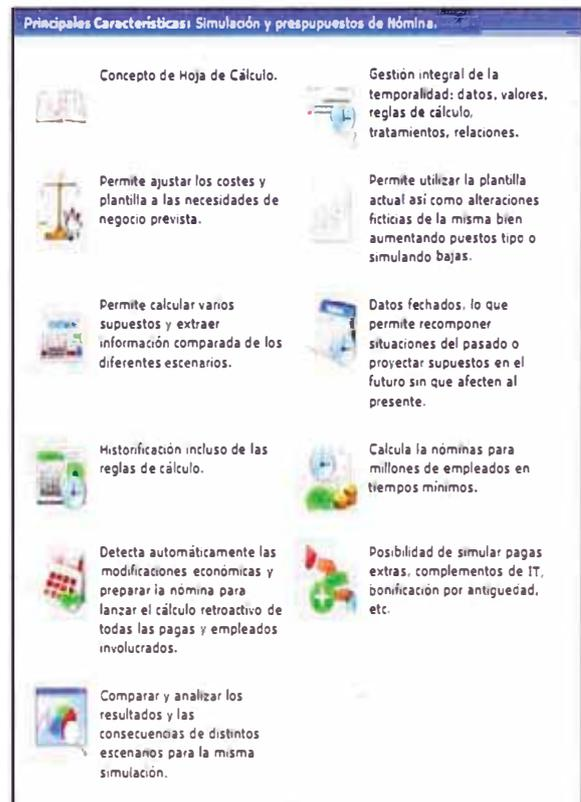 Principales Características: Simulación y prespupuestos de Nómina.
Concepto de Hoja de Cálculo.
Gestión integral de la
temporalidad: datos, valores,
reglas de cálculo,
tratamientos, relaciones.
Permite ajustar los costes y
plantilla a las necesidades de
negocio prevista.
Permite utilizar la plantilla
actual así como alteraciones
ficticias de la misma bien
aumentando puestos tipo o
simulando bajas.
Permite calcular varios
supuestos y extraer
información comparada de los
diferentes escenarios.
Datos fechados, lo que
permite recomponer
situaciones del pasado o
proyectar supuestos en el
futuro sin que afecten al
presente.
Historificación incluso de las
reglas de cálculo.
Calcula la nóminas para
millones de empleados en
tiempos mínimos.
Detecta automáticamente las
modificaciones económicas y
preparar la nómina para
lanzar el cálculo retroactivo de
todas las pagas y empleados
involucrados.
Posibilidad de simular pagas
extras, complementos de IT,
bonificación por antiguedad,
etc.
Comparar y analizar los
resultados y las
consecuencias de distintos
escenarios para la misma
simulación.